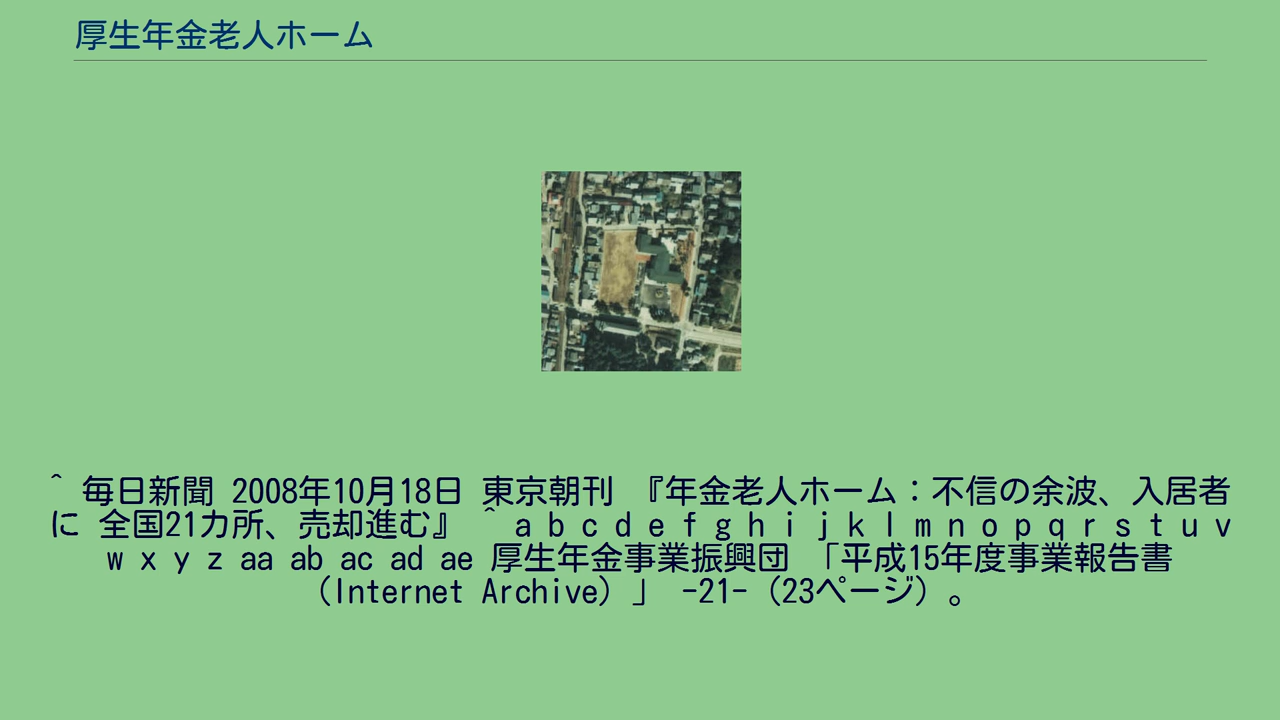 厚生年金老人ホーム
^ 毎日新聞 2008年10月18日 東京朝刊 『年金老人ホーム：不信の余波、入居者
に 全国21カ所、売却進む』 ^ a b c d e f g h i j k l m n o p q r s t u v
w x y z aa ab ac ad ae 厚生年金事業振興団 「平成15年度事業報告書
（Internet Archive）」 -21-（23ページ）。